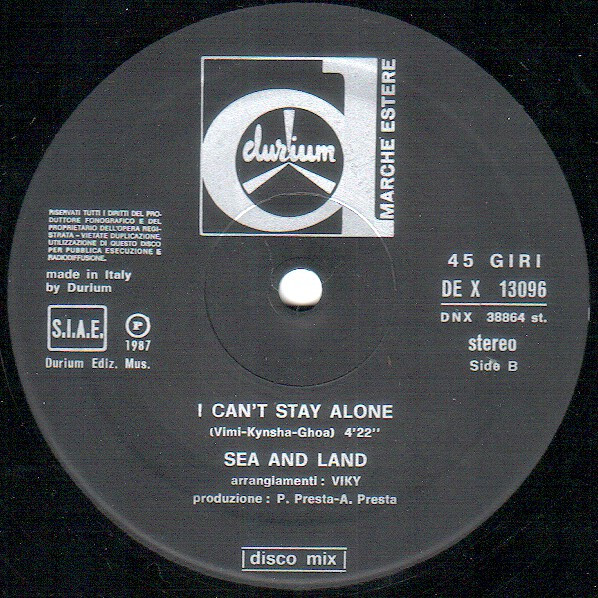 durium
MARCHE ESTERE
RISERVATI TUTTI I DIRITTI DEL PRO-
DUTTORE FONOGRAFICO E DEL
PROPRIETARIO DELL'OPERA REGI-
STRATA - VIETATE DUPLICAZIONE,
UTILIZZAZIONE DI QUESTO DISCO
PER PUBBLICA ESECUZIONE E
RADIODIFFUSIONE.
made in Italy
by Durium
S.I.A.E.
P
1987
Durium Ediz. Mus.
45 GIRI
DE X 13096
DNX 38864 st.
stereo
Side B
I CAN'T STAY ALONE
(Vimi-Kynsha-Ghoa) 4'22''
SEA AND LAND
arrangiamenti : VIKY
produzione : P. Presta-A. Presta
disco mix